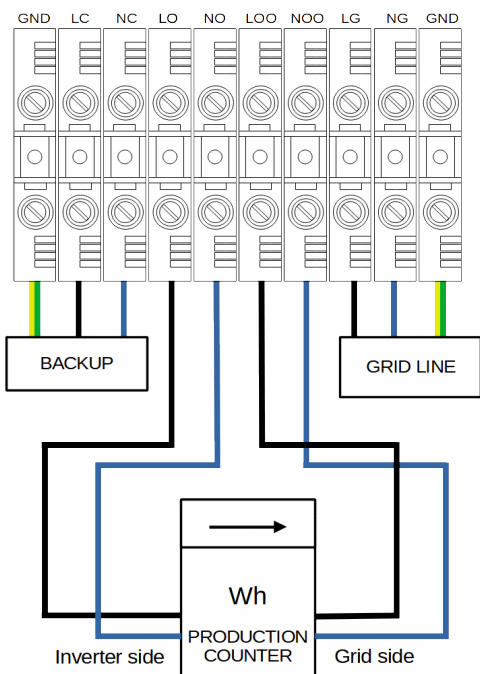 GND LC NC LO NO LOO NOO LG NG GND
BACKUP
GRID LINE
Wh
PRODUCTION
COUNTER
Inverter side
Grid side